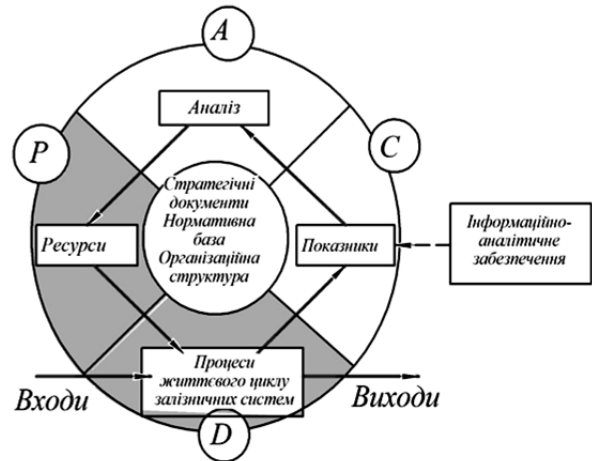 A
Аналіз
P
C
Стратегічні
документи
Нормативна
база
Організаційна
структура
Ресурси
Показники
Інформаційно-
аналітичне
забезпечення
Процеси
життєвого циклу
залізничних систем
Входи
Виходи
D